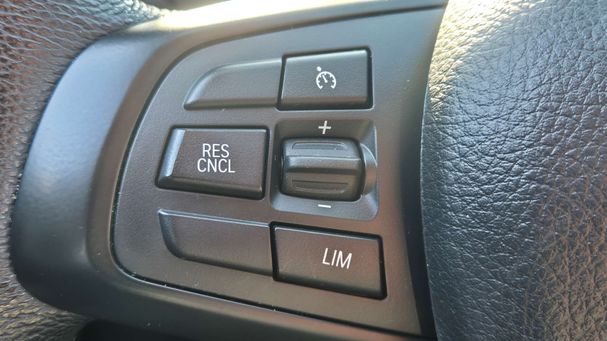 +
RES
CNCL
–
LIM